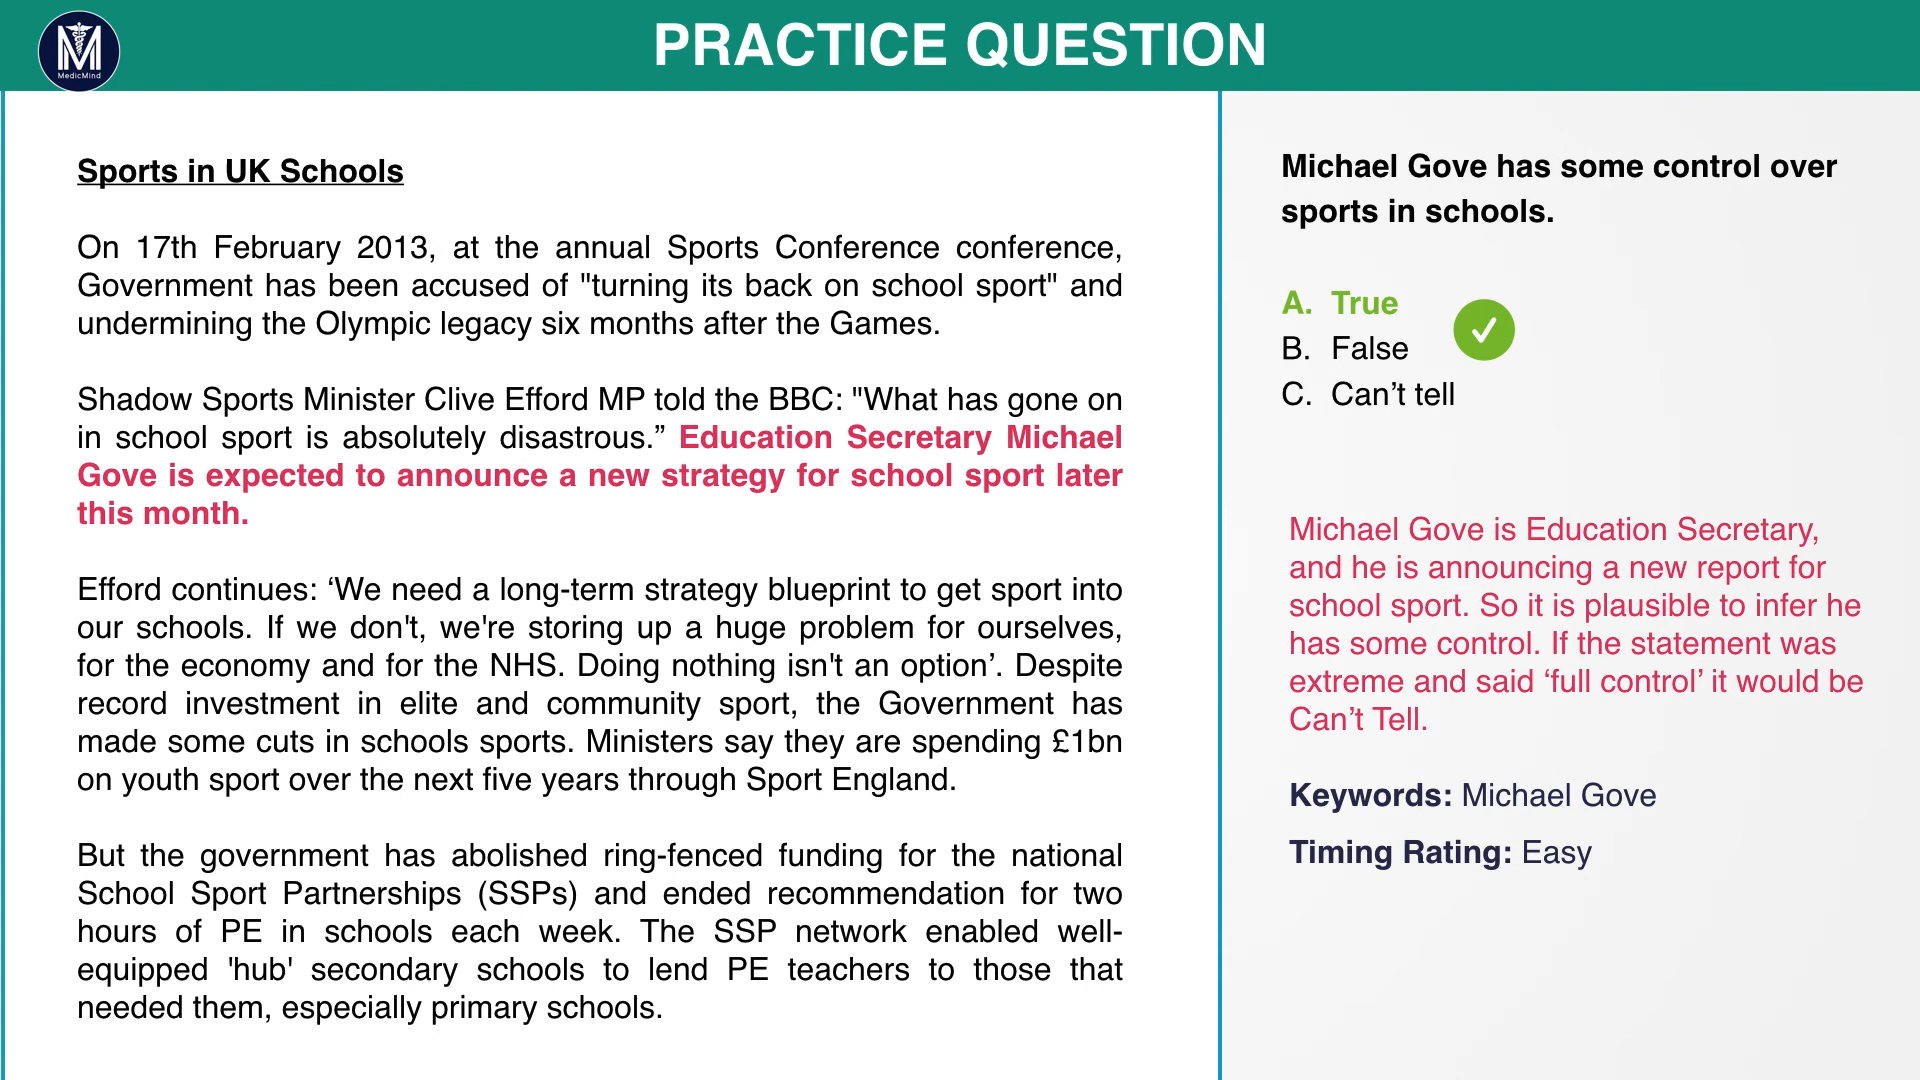 MedicMind
PRACTICE QUESTION
Sports in UK Schools
On 17th February 2013, at the annual Sports Conference conference,
Government has been accused of "turning its back on school sport" and
undermining the Olympic legacy six months after the Games.
Shadow Sports Minister Clive Efford MP told the BBC: "What has gone on
in school sport is absolutely disastrous.” Education Secretary Michael
Gove is expected to announce a new strategy for school sport later
this month.
Efford continues: ‘We need a long-term strategy blueprint to get sport into
our schools. If we don't, we're storing up a huge problem for ourselves,
for the economy and for the NHS. Doing nothing isn't an option’. Despite
record investment in elite and community sport, the Government has
made some cuts in schools sports. Ministers say they are spending £1bn
on youth sport over the next five years through Sport England.
But the government has abolished ring-fenced funding for the national
School Sport Partnerships (SSPs) and ended recommendation for two
hours of PE in schools each week. The SSP network enabled well-
equipped 'hub' secondary schools to lend PE teachers to those that
needed them, especially primary schools.
Michael Gove has some control over
sports in schools.
A. True
B. False
C. Can’t tell
Michael Gove is Education Secretary,
and he is announcing a new report for
school sport. So it is plausible to infer he
has some control. If the statement was
extreme and said ‘full control’ it would be
Can’t Tell.
Keywords: Michael Gove
Timing Rating: Easy